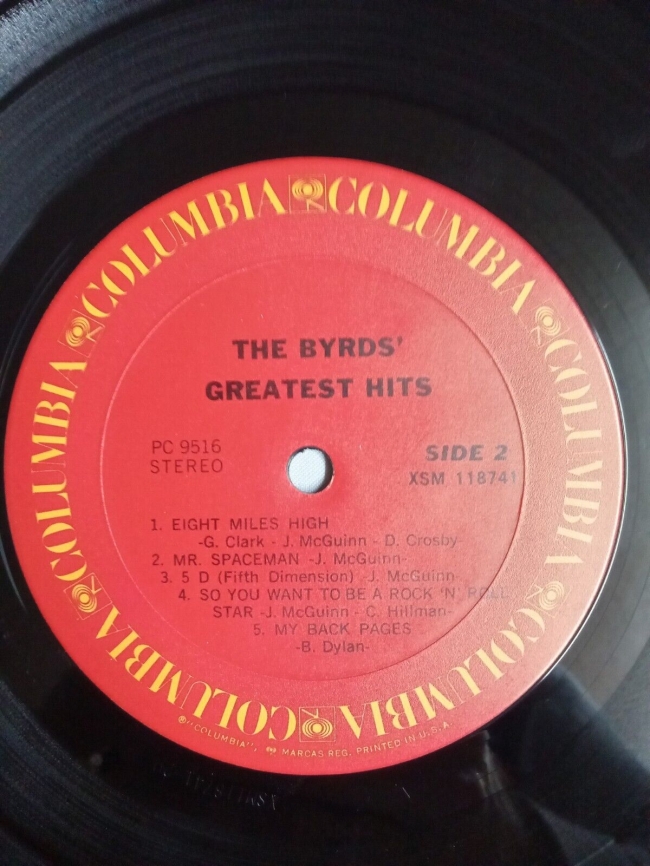 COLUMBIA COLUMBIA COLUMBIA COLUMBIA COLUMBIA COLUMBIA
THE BYRDS'
GREATEST HITS
PC 9516
STEREO
SIDE 2
XSM 118741
1. EIGHT MILES HIGH
-G. Clark - J. McGuinn - D. Crosby-
2. MR. SPACEMAN -J. McGuinn-
3. 5 D (Fifth Dimension) -J. McGuinn-
4. SO YOU WANT TO BE A ROCK 'N' ROLL
STAR -J. McGuinn - C. Hillman-
5. MY BACK PAGES
-B. Dylan-
®"COLUMBIA", MARCAS REG. PRINTED IN U.S.A.